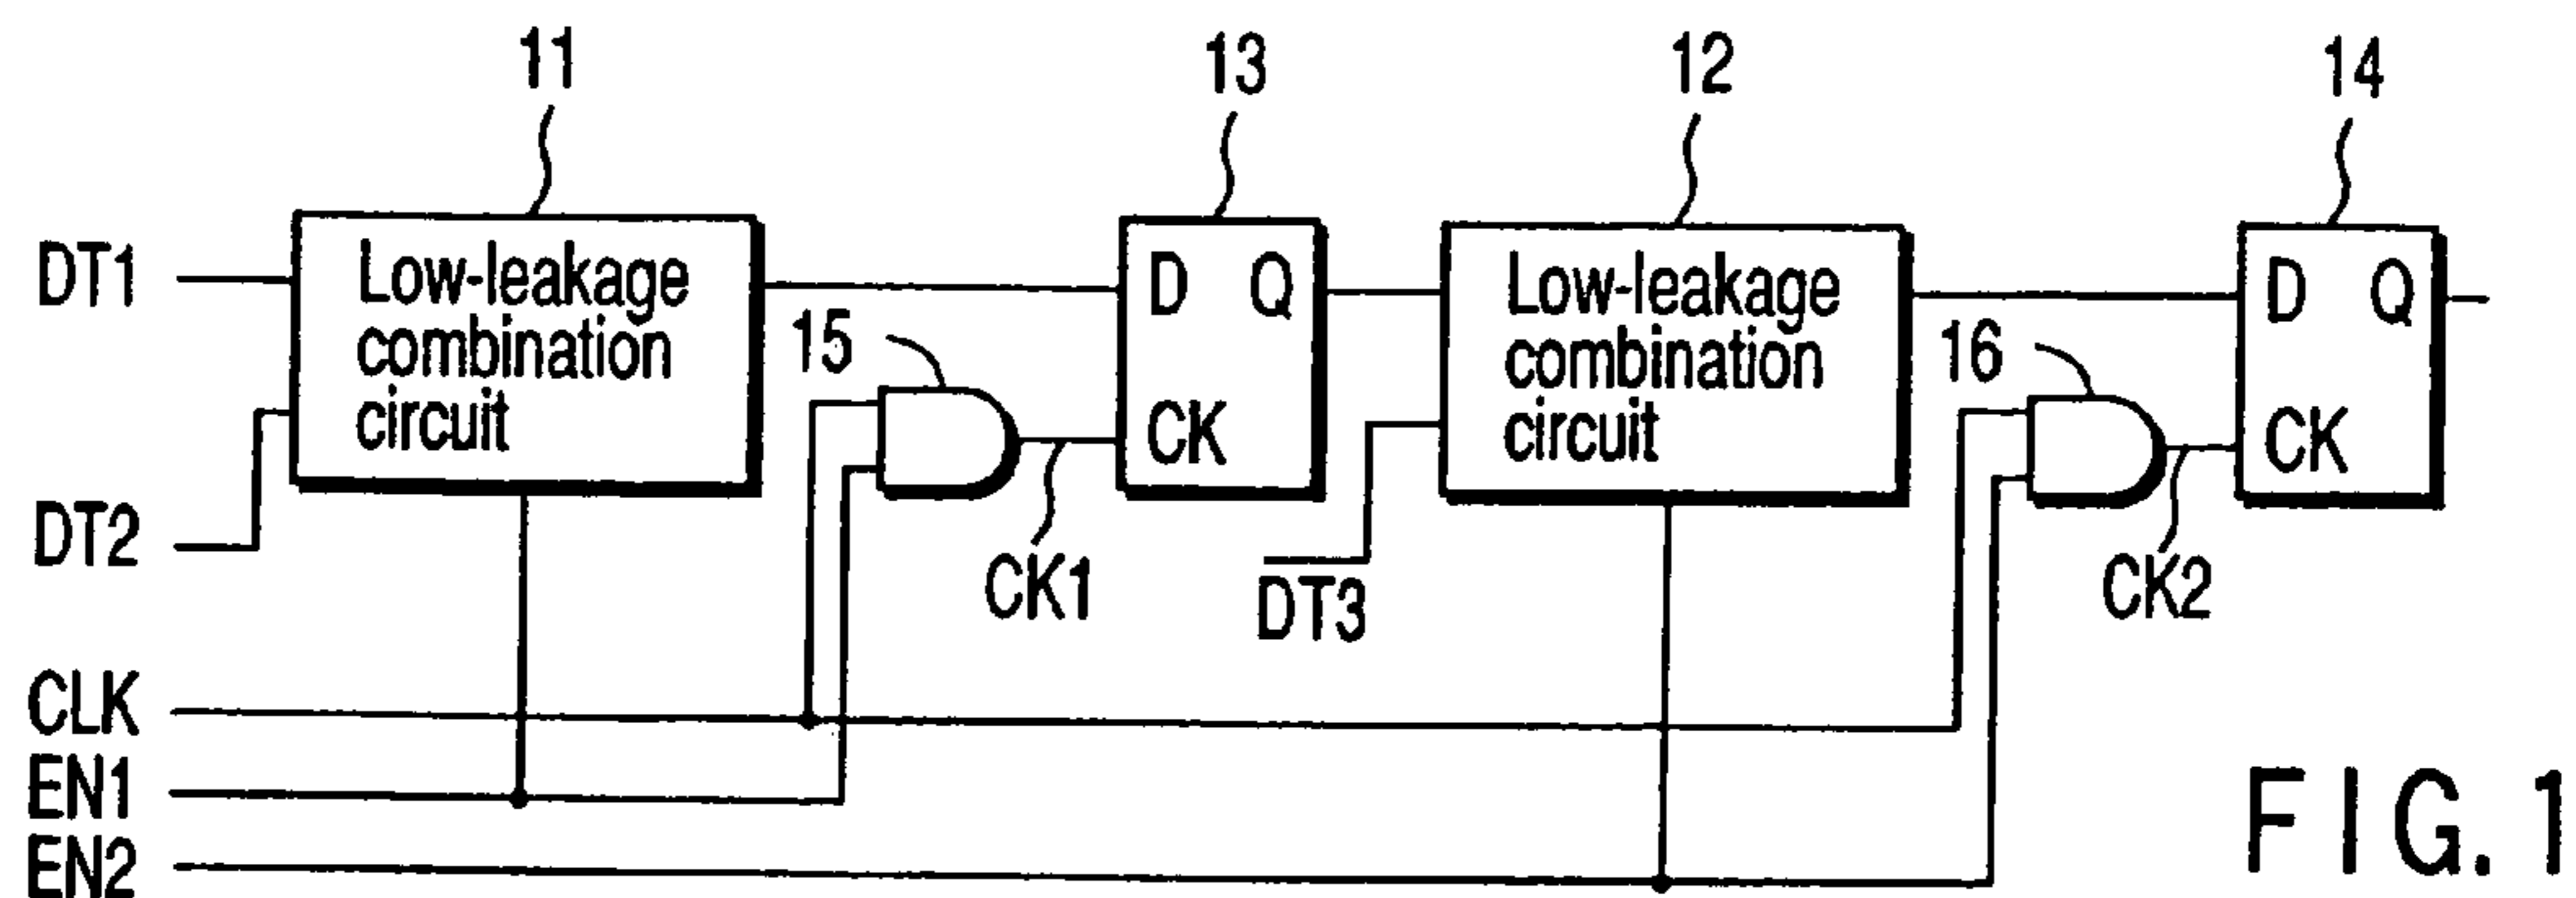 11
13
12
14
DT1
Low-leakage
combination
circuit
D Q
CK
Low-leakage
combination
circuit
D Q
CK
15
16
DT2
CK1
DT3
CK2
CLK
EN1
EN2
FIG. 1